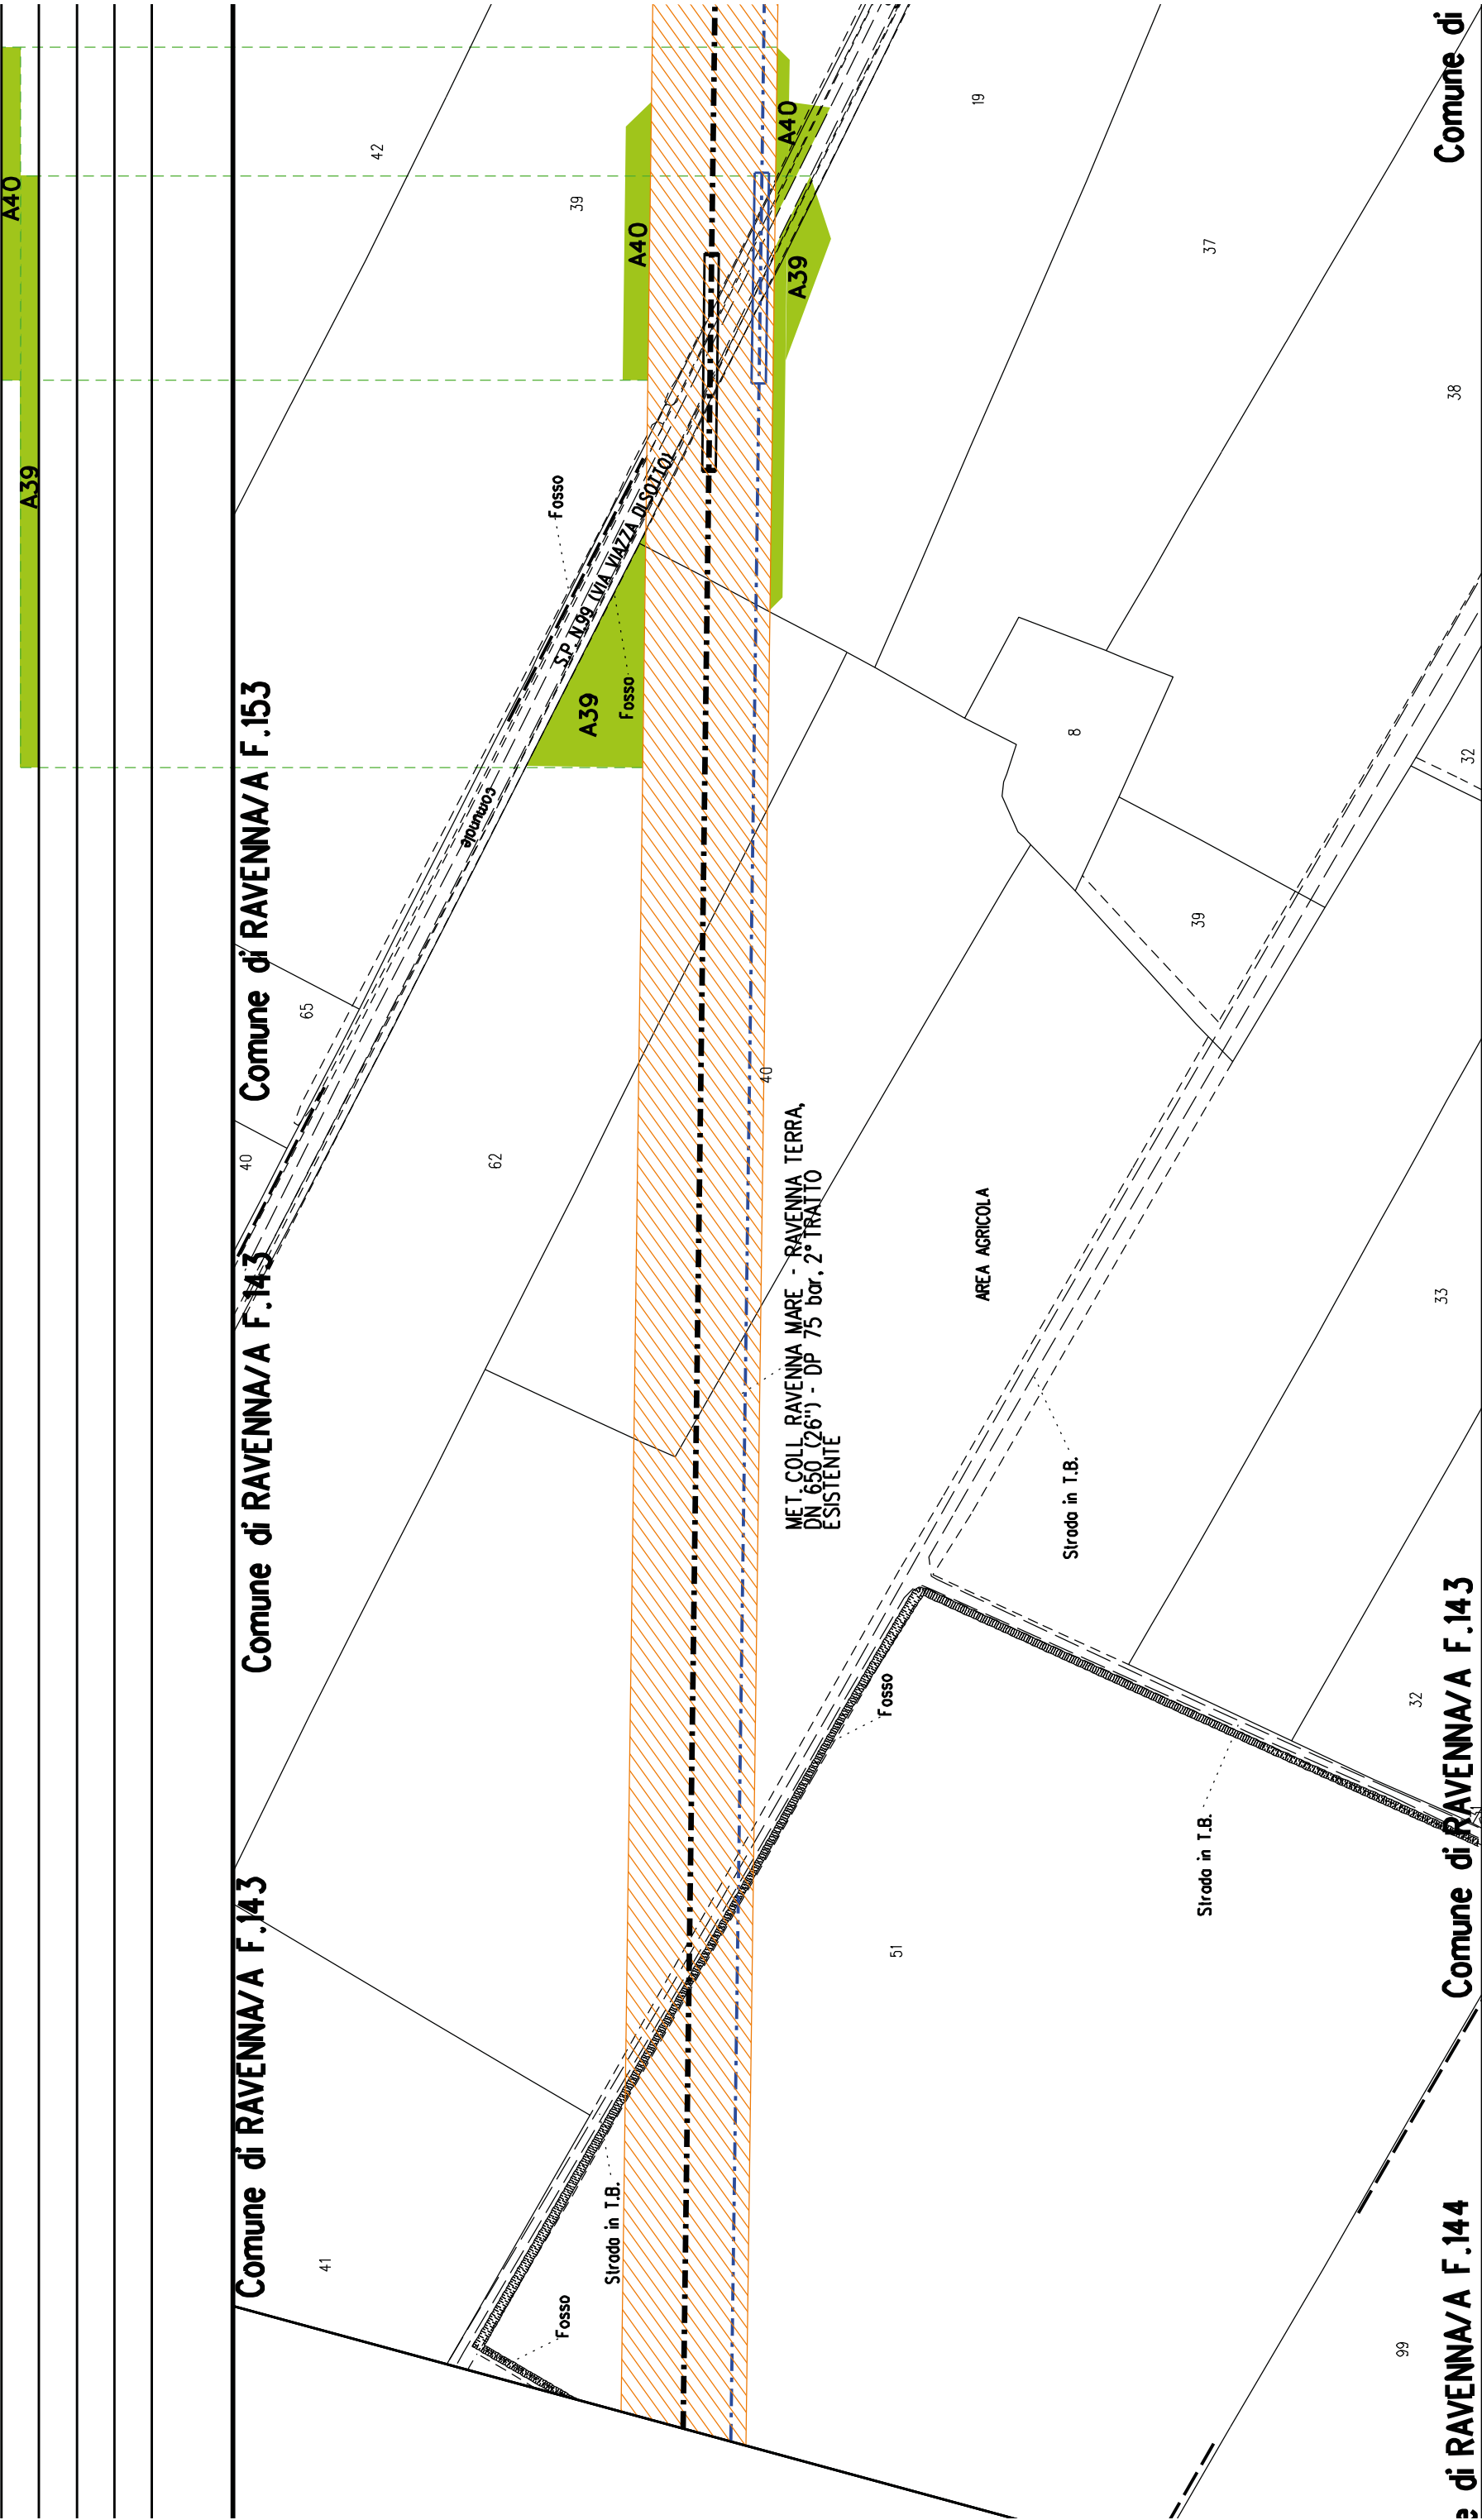 A40
A39
42
39
A40
A40
A39
19
37
38
Comune di
Fosso
S.P. N.99 (VIA VIAZZA DI SOTTO)
A39
Fosso
comunale
Comune di RAVENNA/A F.153
65
40
62
8
39
32
40
MET. COLL. RAVENNA MARE - RAVENNA TERRA,
DN 650 (26") - DP 75 bar, 2° TRATTO
ESISTENTE
AREA AGRICOLA
Strada in T.B.
33
Comune di RAVENNA/A F.143
Fosso
32
Strada in T.B.
Comune di RAVENNA/A F.143
Comune di RAVENNA/A F.143
51
41
Strada in T.B.
Fosso
99
e di RAVENNA/A F.144